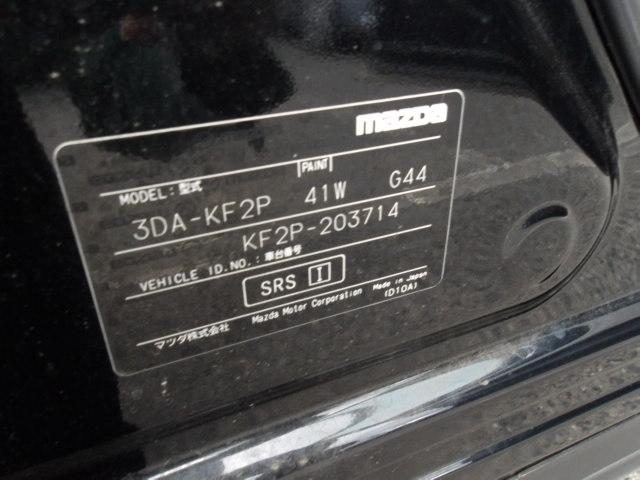 mazda
MODEL：型式 PAINT
3DA-KF2P 41W G44
KF2P-203714
VEHICLE ID.NO.：車台番号
SRS I
マツダ株式会社 Mazda Motor Corporation Made in Japan
(D10A)